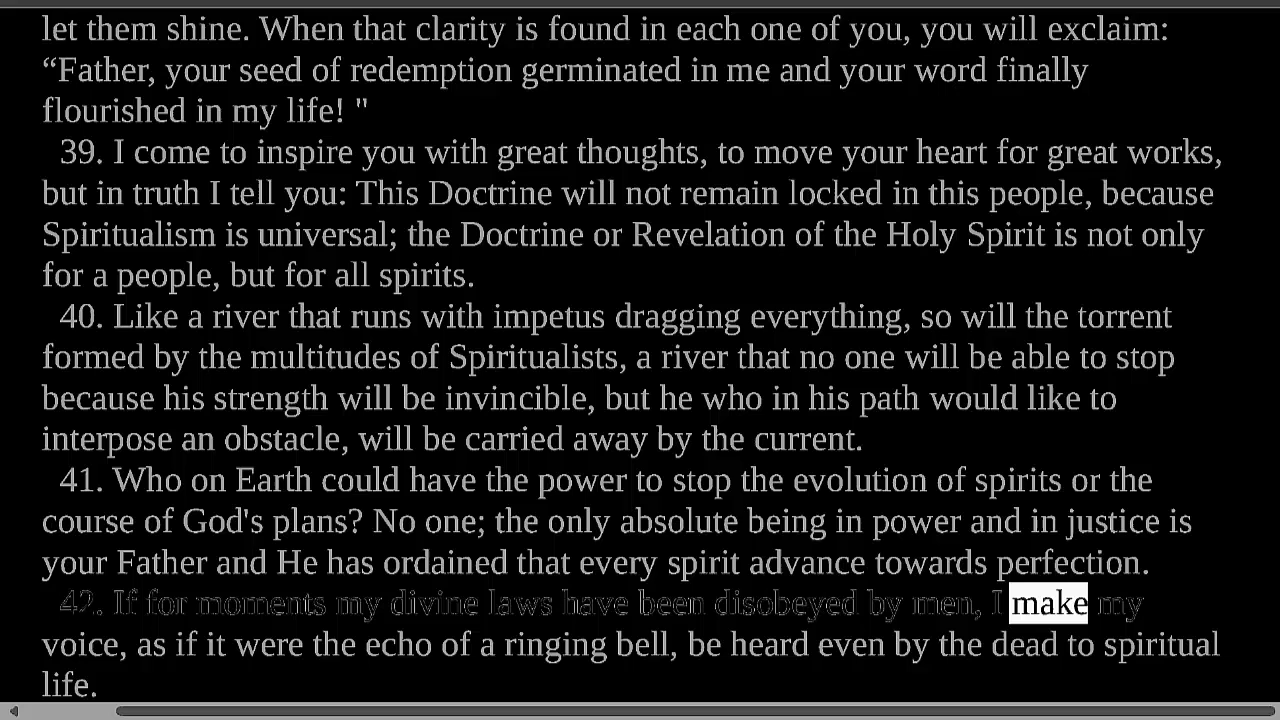 let them shine. When that clarity is found in each one of you, you will exclaim:
“Father, your seed of redemption germinated in me and your word finally
flourished in my life! "
39. I come to inspire you with great thoughts, to move your heart for great works,
but in truth I tell you: This Doctrine will not remain locked in this people, because
Spiritualism is universal; the Doctrine or Revelation of the Holy Spirit is not only
for a people, but for all spirits.
40. Like a river that runs with impetus dragging everything, so will the torrent
formed by the multitudes of Spiritualists, a river that no one will be able to stop
because his strength will be invincible, but he who in his path would like to
interpose an obstacle, will be carried away by the current.
41. Who on Earth could have the power to stop the evolution of spirits or the
course of God's plans? No one; the only absolute being in power and in justice is
your Father and He has ordained that every spirit advance towards perfection.
42. If for moments my divine laws have been disobeyed by men, I make my
voice, as if it were the echo of a ringing bell, be heard even by the dead to spiritual
life.